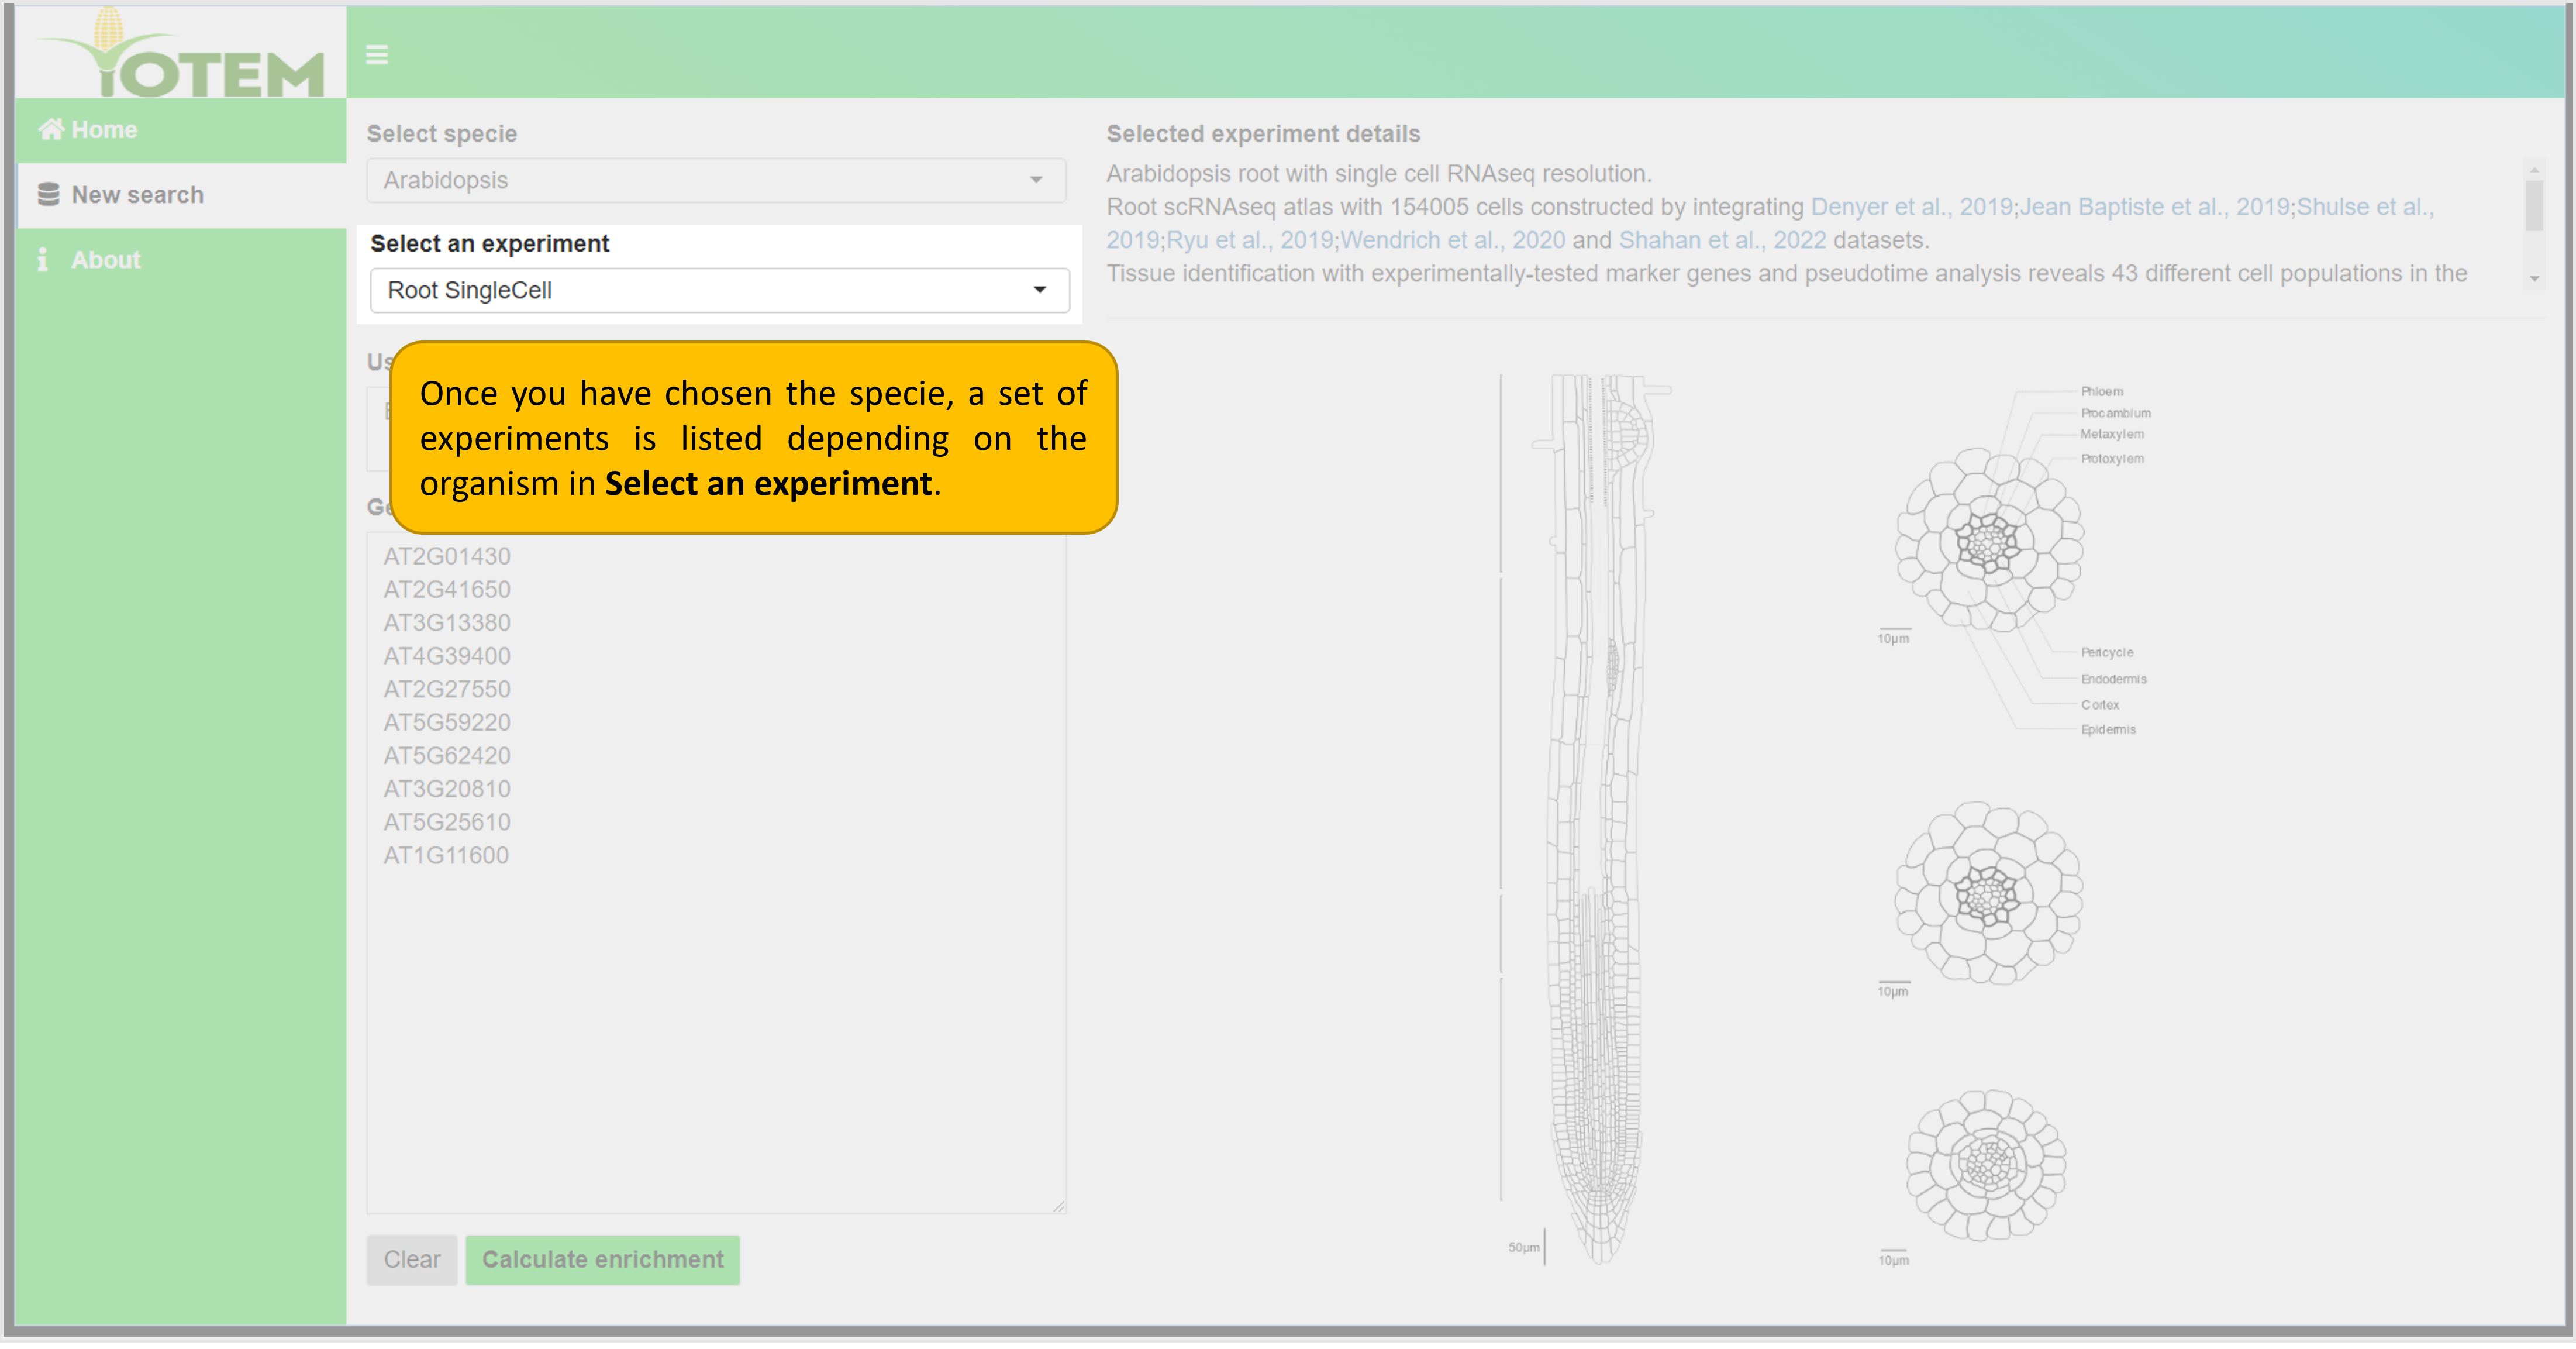 TOTEM
Home
New search
About
Select specie
Arabidopsis
Select an experiment
Root SingleCell
Once you have chosen the specie, a set of
experiments is listed depending on the
organism in Select an experiment.
AT2G01430
AT2G41650
AT3G13380
AT4G39400
AT2G27550
AT5G59220
AT5G62420
AT3G20810
AT5G25610
AT1G11600
Clear
Calculate enrichment
Selected experiment details
Arabidopsis root with single cell RNAseq resolution.
Root scRNAseq atlas with 154005 cells constructed by integrating Denyer et al., 2019;Jean Baptiste et al., 2019;Shulse et al.,
2019;Ryu et al., 2019;Wendrich et al., 2020 and Shahan et al., 2022 datasets.
Tissue identification with experimentally-tested marker genes and pseudotime analysis reveals 43 different cell populations in the
Phloem
Procambium
Metaxylem
Protoxylem
10μm
Pericycle
Endodermis
Cortex
Epidermis
10μm
50μm
10μm